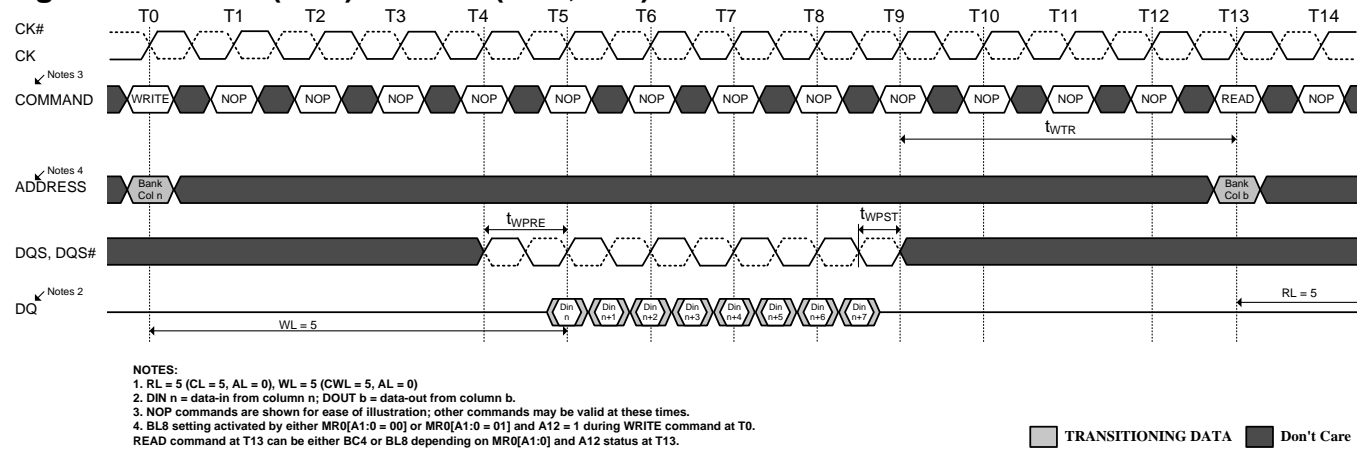 T0 T1 T2 T3 T4 T5 T6 T7 T8 T9 T10 T11 T12 T13 T14
CK#
CK
Notes 3
COMMAND WRITE NOP NOP NOP NOP NOP NOP NOP NOP NOP NOP NOP NOP READ NOP
tWTR
Notes 4
ADDRESS
Bank Bank
Col n Col b
tWPRE tWPST
DQS, DQS#
Notes 2
DQ
Din Din Din Din Din Din Din Din
n n+1 n+2 n+3 n+4 n+5 n+6 n+7
RL = 5
WL = 5
NOTES:
1. RL = 5 (CL = 5, AL = 0), WL = 5 (CWL = 5, AL = 0)
2. DIN n = data-in from column n; DOUT b = data-out from column b.
3. NOP commands are shown for ease of illustration; other commands may be valid at these times.
4. BL8 setting activated by either MR0[A1:0 = 00] or MR0[A1:0 = 01] and A12 = 1 during WRITE command at T0.
READ command at T13 can be either BC4 or BL8 depending on MR0[A1:0] and A12 status at T13.
TRANSITIONING DATA Don't Care